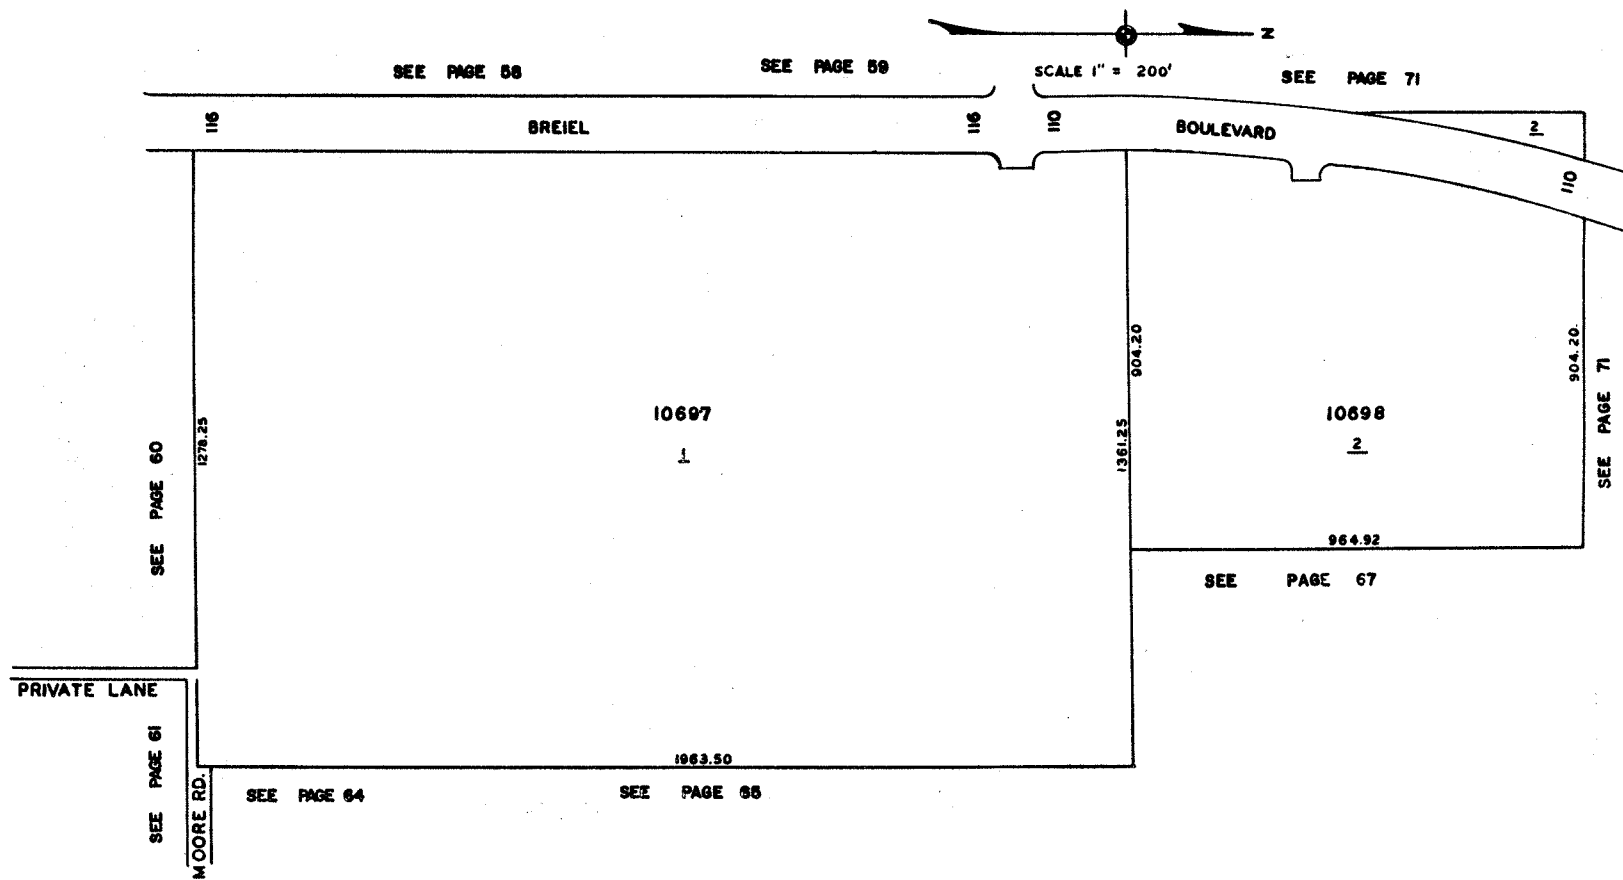 N
SEE PAGE 58
SEE PAGE 59
SCALE 1" = 200'
SEE PAGE 71
116
BREIEL
116
110
BOULEVARD
2
110
904.20
904.20.
SEE PAGE 71
1278.25
SEE PAGE 60
10697
1
1361.25
10698
2
964.92
SEE PAGE 67
PRIVATE LANE
SEE PAGE 61
MOORE RD.
1963.50
SEE PAGE 64
SEE PAGE 65